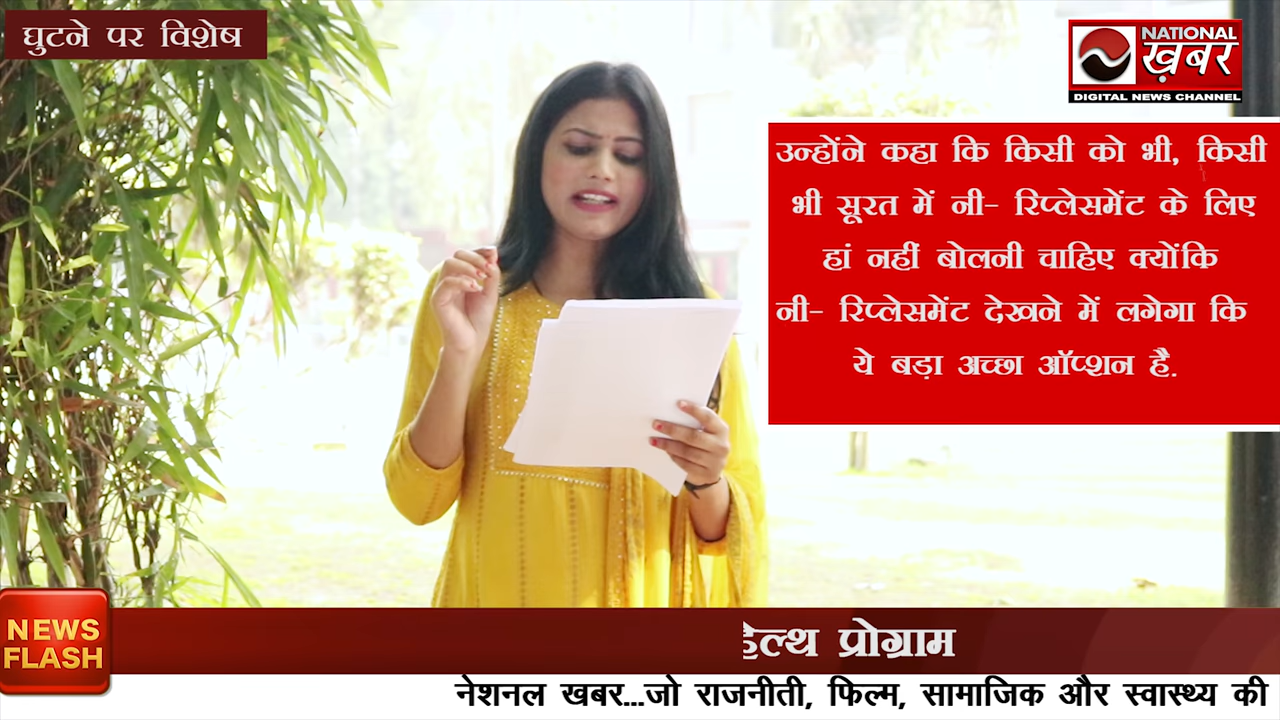 घुटने पर विशेष
NATIONAL
ख़बर
DIGITAL NEWS CHANNEL
उन्होंने कहा कि किसी को भी, किसी
भी सूरत में नी- रिप्लेसमेंट के लिए
हां नहीं बोलनी चाहिए क्योंकि
नी- रिप्लेसमेंट देखने में लगेगा कि
ये बड़ा अच्छा ऑप्शन है.
NEWS
FLASH
हैल्थ प्रोग्राम
नेशनल खबर...जो राजनीती, फिल्म, सामाजिक और स्वास्थ्य की